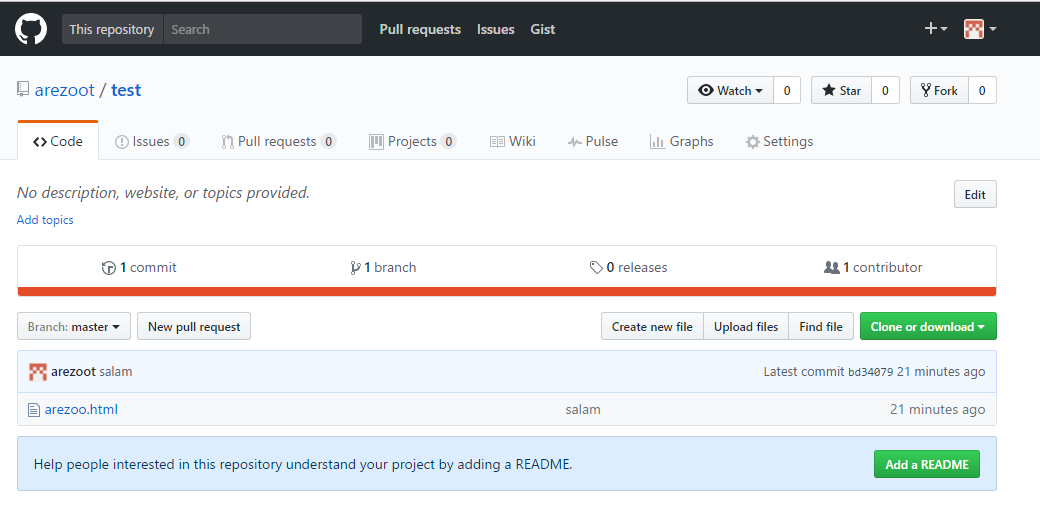 This repository Search Pull requests Issues Gist
arezoot / test Watch 0 Star 0 Fork 0
Code Issues 0 Pull requests 0 Projects 0 Wiki Pulse Graphs Settings
No description, website, or topics provided. Edit
Add topics
1 commit 1 branch 0 releases 1 contributor
Branch: master New pull request Create new file Upload files Find file Clone or download
arezoot salam Latest commit bd34079 21 minutes ago
arezoo.html salam 21 minutes ago
Help people interested in this repository understand your project by adding a README. Add a README